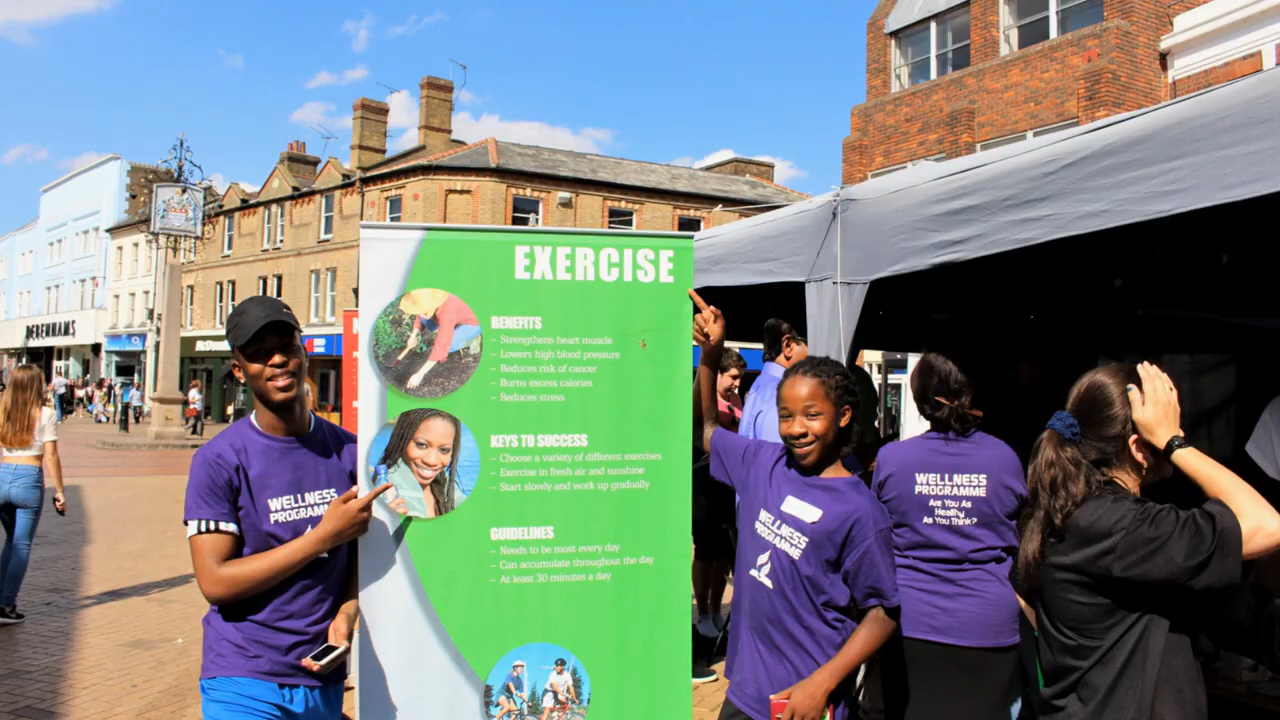 EXERCISE
BENEFITS
– Strengthens heart muscle
– Lowers high blood pressure
– Reduces risk of cancer
– Burns excess calories
– Reduces stress
KEYS TO SUCCESS
– Choose a variety of different exercises
– Exercise in fresh air and sunshine
– Start slowly and work up gradually
GUIDELINES
– Needs to be most every day
– Can accumulate throughout the day
– At least 30 minutes a day
DEBENHAMS
WELLNESS
PROGRAMM
WELLNESS
PROGRAMME
WELLNESS
PROGRAMME
Are You As
Healthy
As You Think?